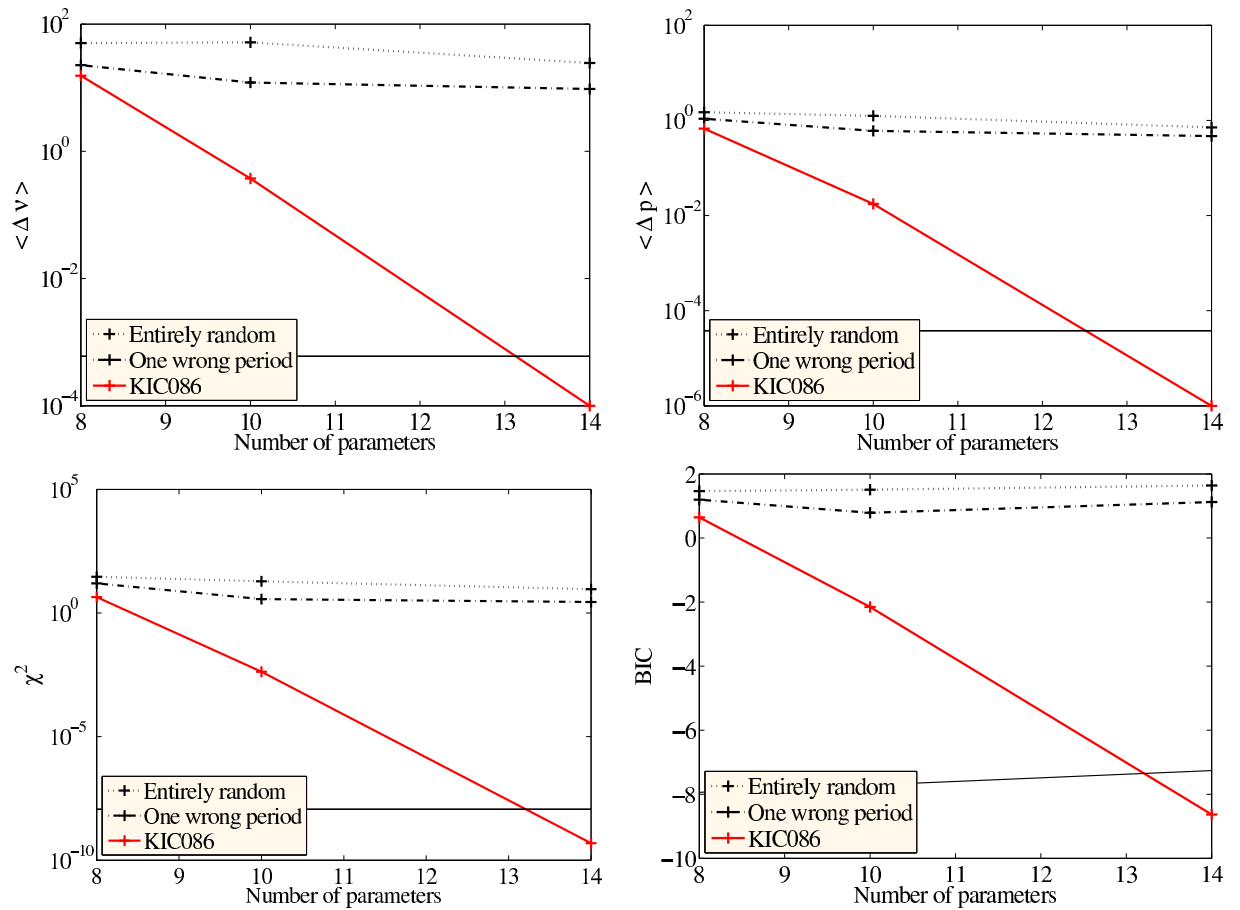 10^2
10^0
10^−2
10^−4
< Δ ν >
8 9 10 11 12 13 14
Number of parameters
Entirely random
One wrong period
KIC086
10^2
10^0
10^−2
10^−4
10^−6
< Δ p >
8 9 10 11 12 13 14
Number of parameters
Entirely random
One wrong period
KIC086
10^5
10^0
10^−5
10^−10
χ^2
8 9 10 11 12 13 14
Number of parameters
Entirely random
One wrong period
KIC086
2
0
−2
−4
−6
−8
−10
BIC
8 9 10 11 12 13 14
Number of parameters
Entirely random
One wrong period
KIC086